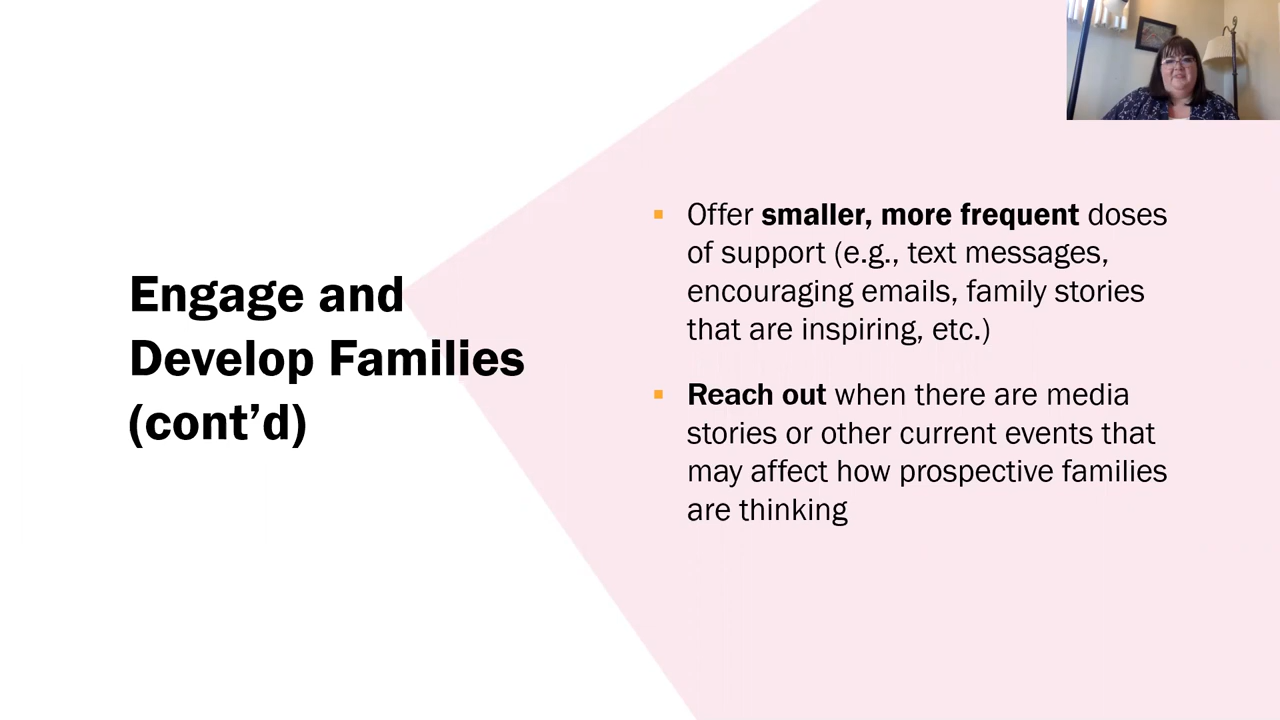 Engage and
Develop Families
(cont’d)
▪ Offer smaller, more frequent doses
of support (e.g., text messages,
encouraging emails, family stories
that are inspiring, etc.)
▪ Reach out when there are media
stories or other current events that
may affect how prospective families
are thinking